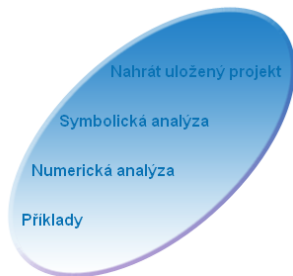 Nahrát uložený projekt
Symbolická analýza
Numerická analýza
Příklady